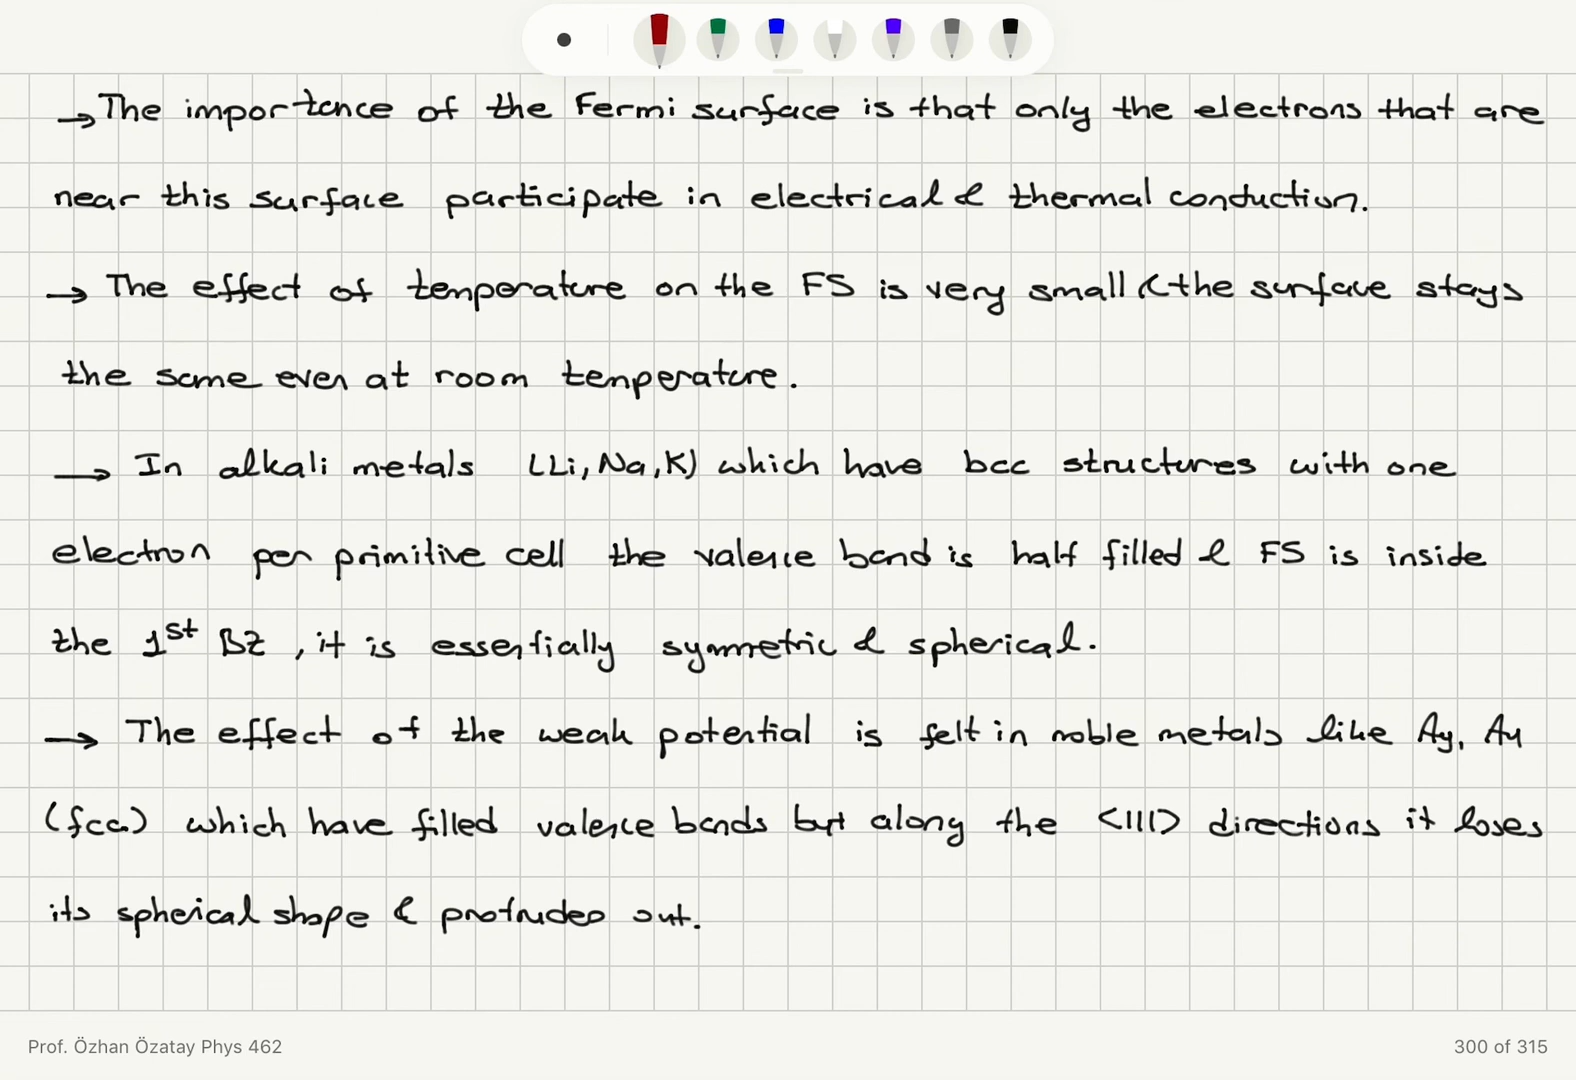 → The importance of the Fermi surface is that only the electrons that are
near this surface participate in electrical & thermal conduction.
→ The effect of temperature on the FS is very small (the surface stays
the same even at room temperature.
→ In alkali metals (Li, Na, K) which have bcc structures with one
electron per primitive cell the valence band is half filled & FS is inside
the 1st BZ, it is essentially symmetric & spherical.
→ The effect of the weak potential is felt in noble metals like Ag, Au
(fcc) which have filled valence bands but along the <111> directions it loses
its spherical shape & protrudes out.
Prof. Özhan Özatay Phys 462
300 of 315